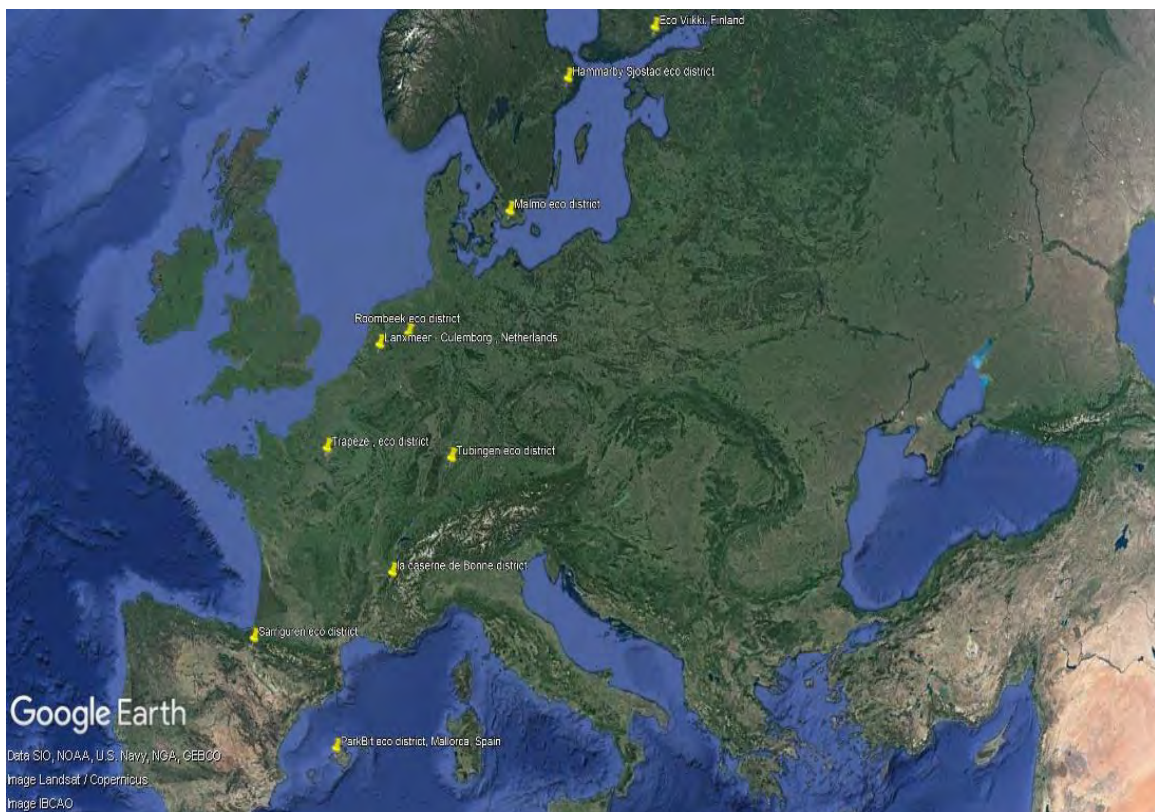 Eco Viikki, Finland
Hammarby Sjostad eco district
Malmo eco district
Roombeek eco district
Lanxmeer - Culemborg , Netherlands
Trapeze , eco district
Tubingen eco district
la caserne de Bonne district
Sarriguren eco district
ParkBit eco district, Mallorca, Spain
Google Earth
Data SIO, NOAA, U.S. Navy, NGA, GEBCO
Image Landsat / Copernicus
Image IBCAO